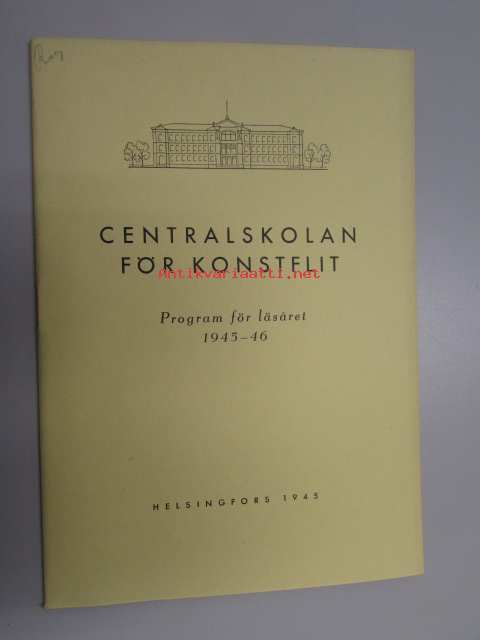 CENTRALSKOLAN
FÖR KONSTFLIT
Antikvariaatti.net
Program för läsåret
1945–46
HELSINGFORS 1945